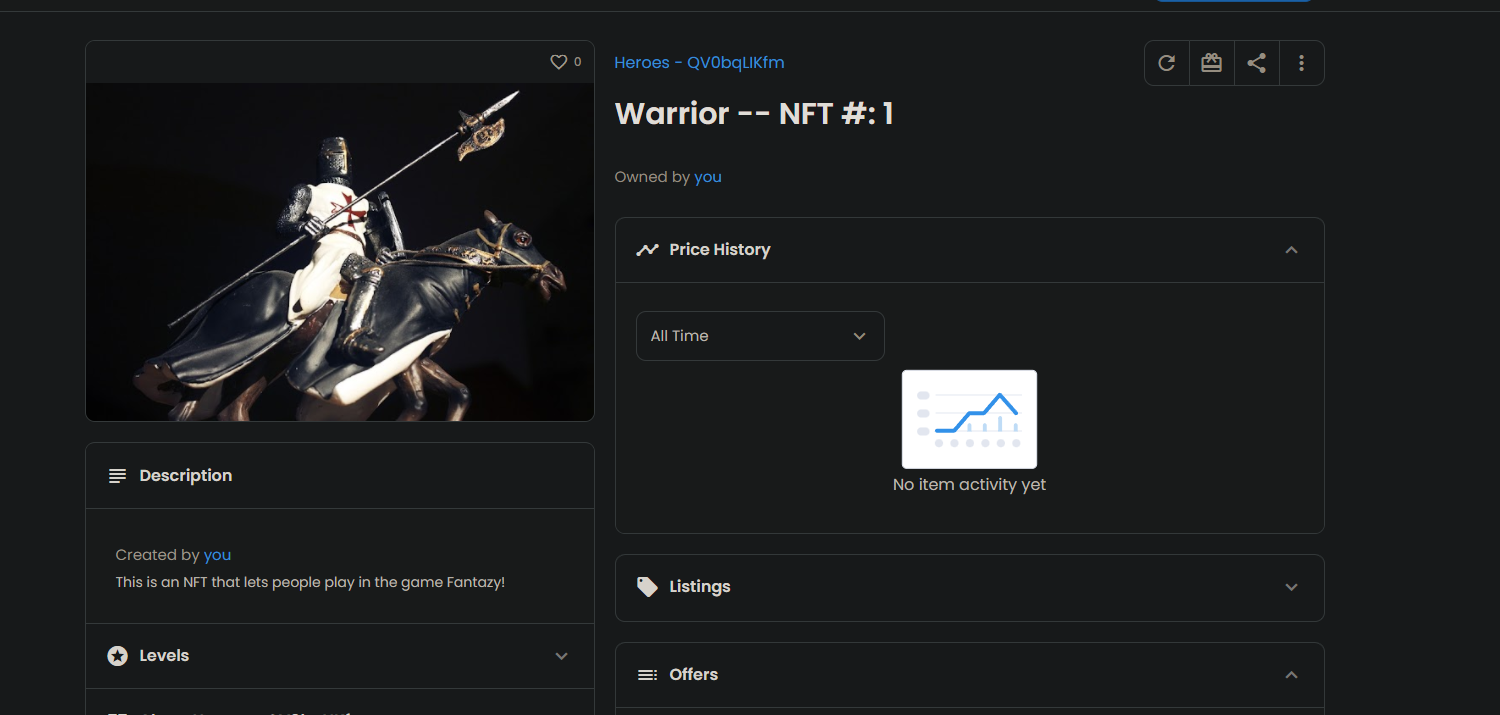 0
Heroes - QV0bqLIKfm
Warrior -- NFT #: 1
Owned by you
Price History
All Time
No item activity yet
Listings
Offers
Description
Created by you
This is an NFT that lets people play in the game Fantazy!
Levels